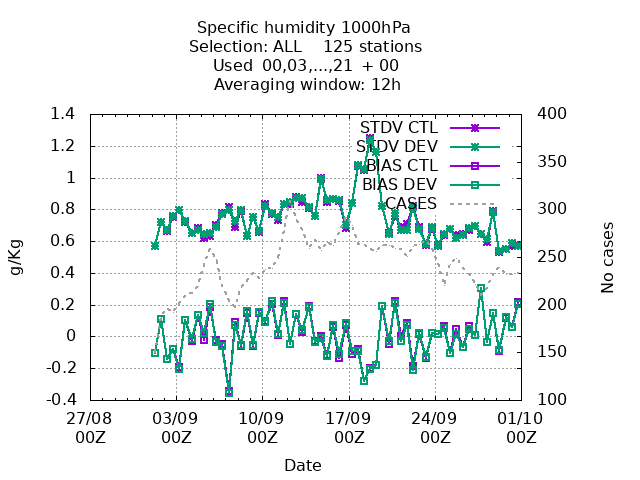 Specific humidity 1000hPa
Selection: ALL    125 stations
Used  00,03,...,21  + 00
Averaging window: 12h
1.4
1.2
1
0.8
0.6
0.4
0.2
0
-0.2
-0.4
g/Kg
STDV CTL
STDV DEV
BIAS CTL
BIAS DEV
CASES
400
350
300
250
200
150
100
No cases
27/08 03/09 10/09 17/09 24/09 01/10
00Z 00Z 00Z 00Z 00Z 00Z
Date